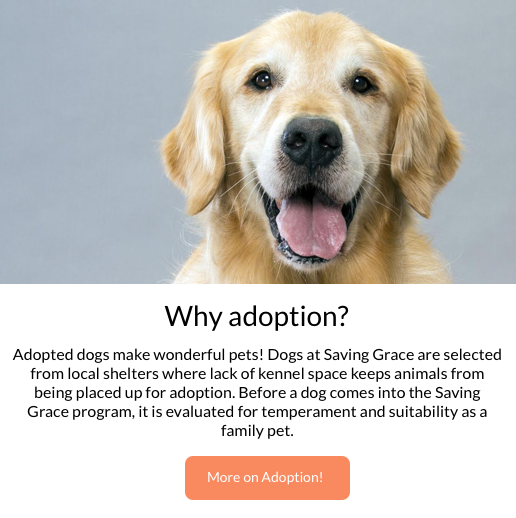 Why adoption?
Adopted dogs make wonderful pets! Dogs at Saving Grace are selected
from local shelters where lack of kennel space keeps animals from
being placed up for adoption. Before a dog comes into the Saving
Grace program, it is evaluated for temperament and suitability as a
family pet.
More on Adoption!